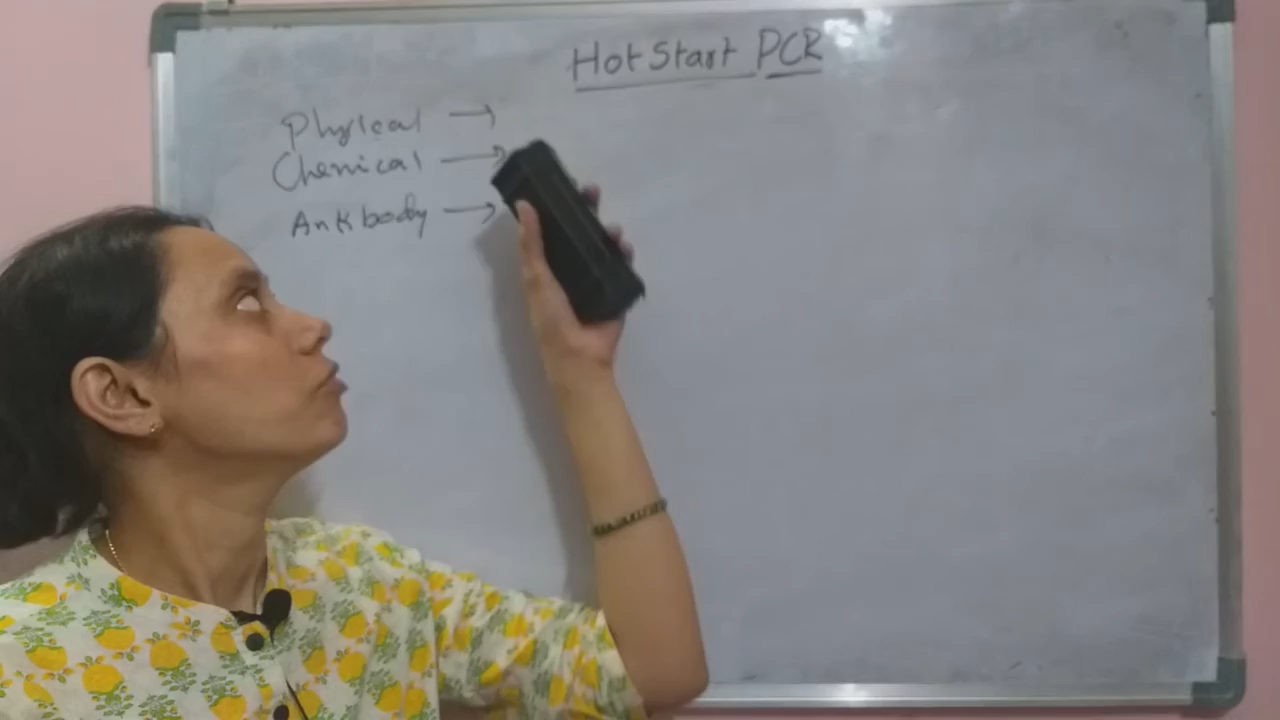 Hot Start PCR
Physical →
Chemical →
Antibody →